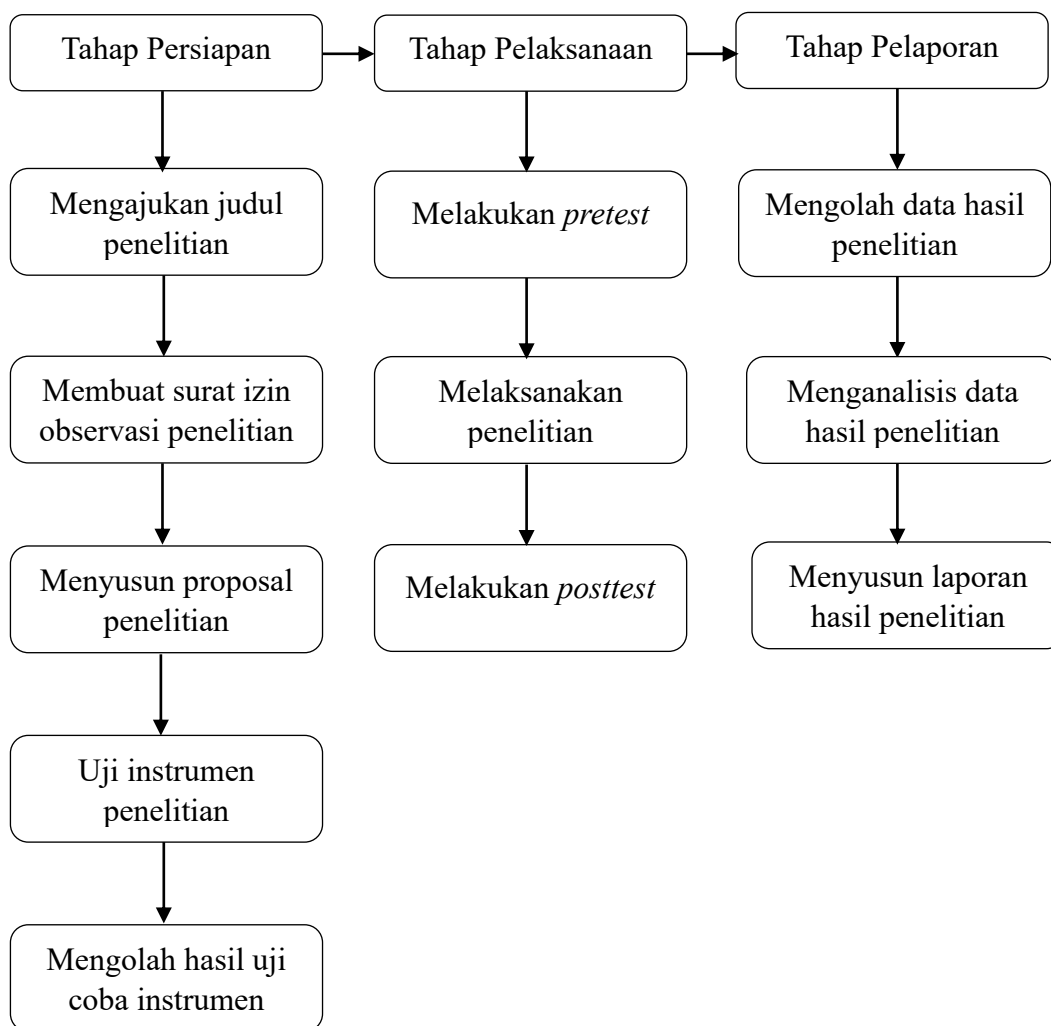 Tahap Persiapan
Tahap Pelaksanaan
Tahap Pelaporan
Mengajukan judul
penelitian
Melakukan pretest
Mengolah data hasil
penelitian
Membuat surat izin
observasi penelitian
Melaksanakan
penelitian
Menganalisis data
hasil penelitian
Menyusun proposal
penelitian
Melakukan posttest
Menyusun laporan
hasil penelitian
Uji instrumen
penelitian
Mengolah hasil uji
coba instrumen